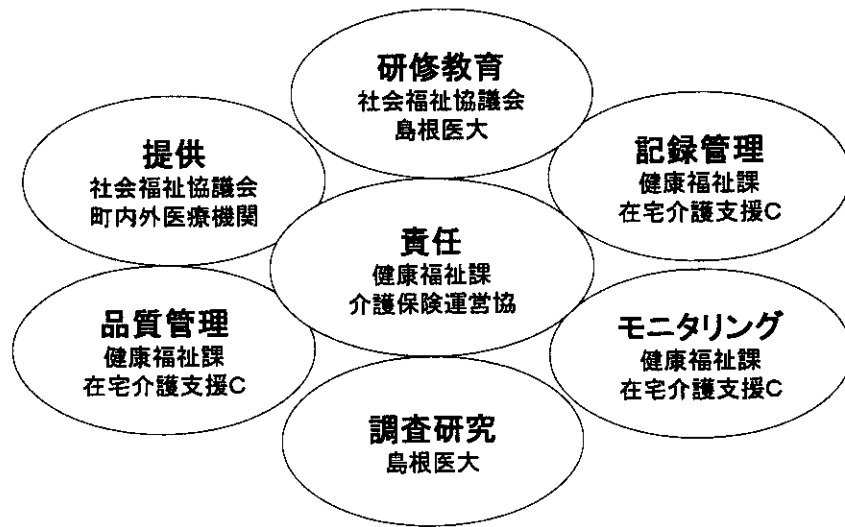 研修教育
社会福祉協議会
島根医大
提供
社会福祉協議会
町内外医療機関
記録管理
健康福祉課
在宅介護支援C
責任
健康福祉課
介護保険運営協
品質管理
健康福祉課
在宅介護支援C
モニタリング
健康福祉課
在宅介護支援C
調査研究
島根医大